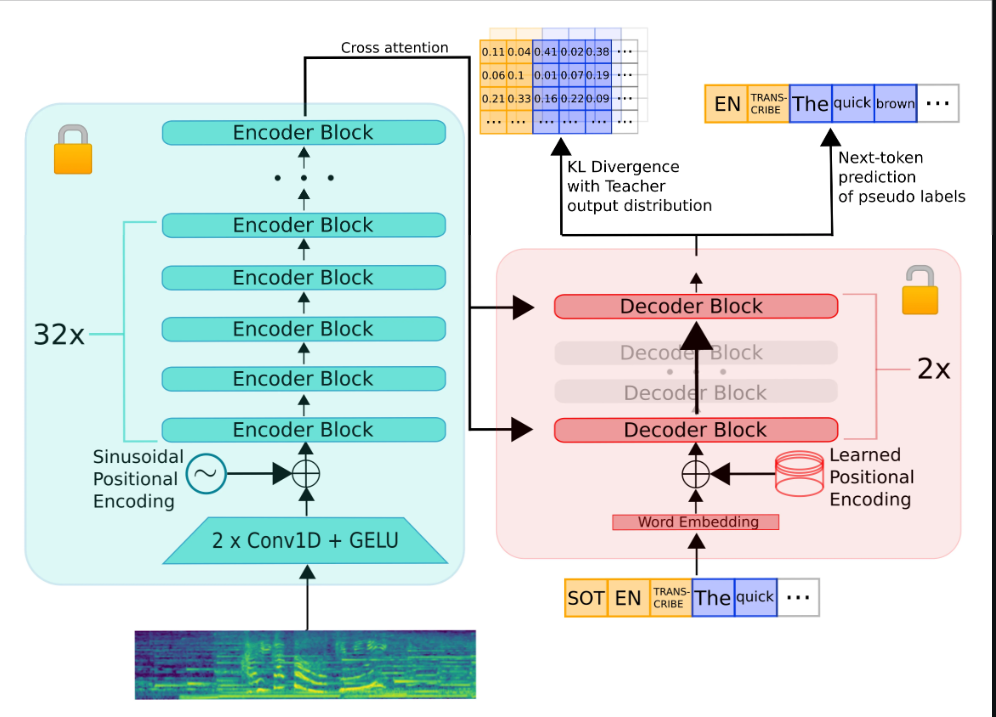 Cross attention
Encoder Block
• • •
Encoder Block
Encoder Block
Encoder Block
Encoder Block
Encoder Block
32x
Sinusoidal
Positional
Encoding
2 x Conv1D + GELU
0.11 0.04 0.41 0.02 0.38 ...
0.06 0.1 0.01 0.07 0.19 ...
0.21 0.33 0.16 0.22 0.09 ...
... ... ... ... ...
KL Divergence
with Teacher
output distribution
EN TRANS-CRIBE The quick brown ...
Next-token
prediction
of pseudo labels
Decoder Block
Decoder Block
• • •
Decoder Block
Decoder Block
2x
Learned
Positional
Encoding
Word Embedding
SOT EN TRANS-CRIBE The quick ...